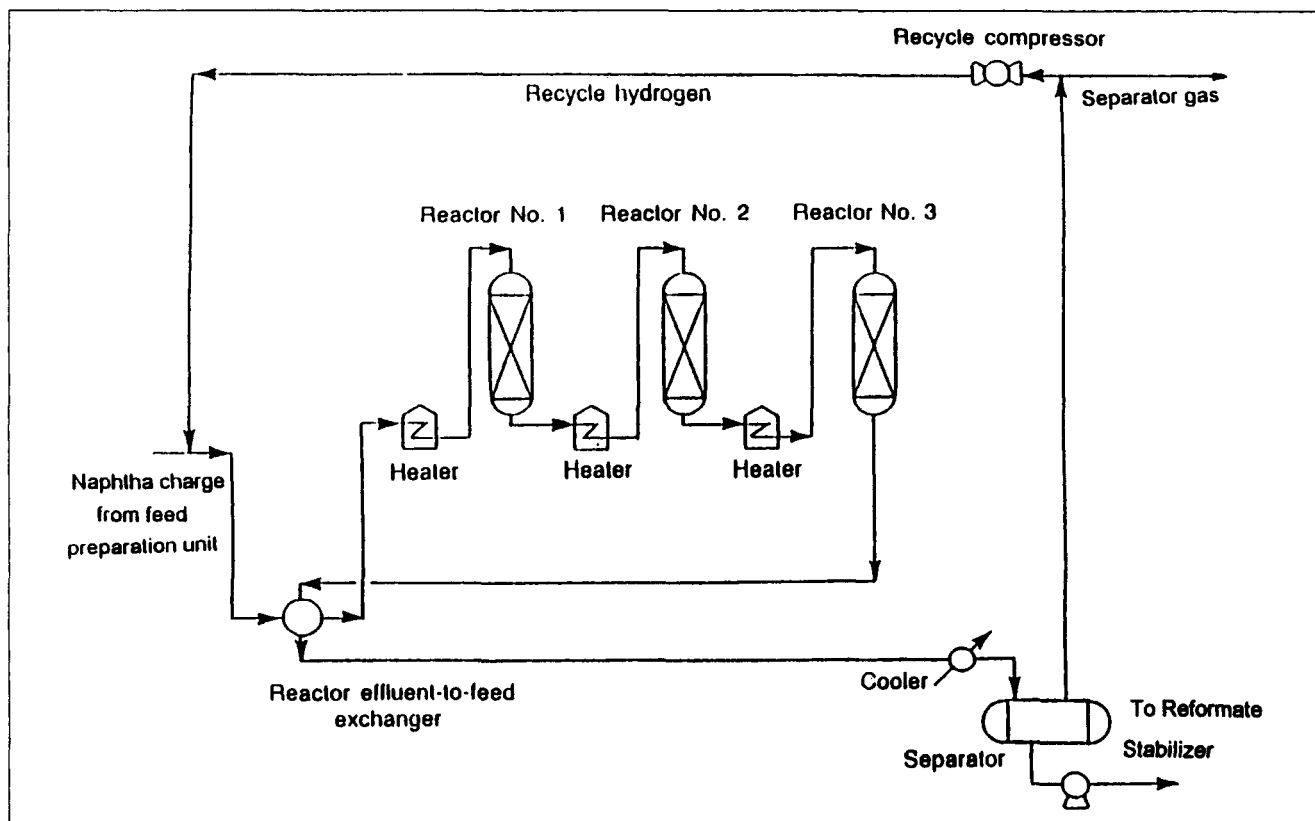 Recycle compressor
Recycle hydrogen
Separator gas
Reactor No. 1
Reactor No. 2
Reactor No. 3
Heater
Heater
Heater
Naphtha charge
from feed
preparation unit
Reactor effluent-to-feed
exchanger
Cooler
Separator
To Reformate
Stabilizer